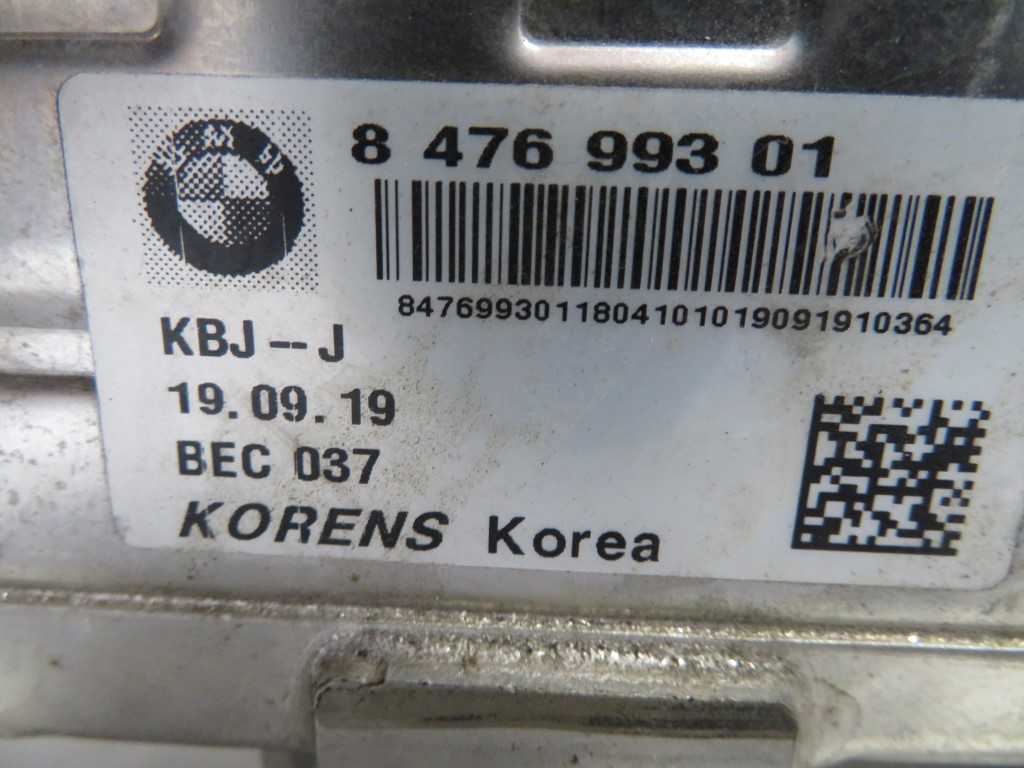 8 476 993 01
847699301180410101909191036​4
KBJ--J
19.09.19
BEC 037
KORENS Korea